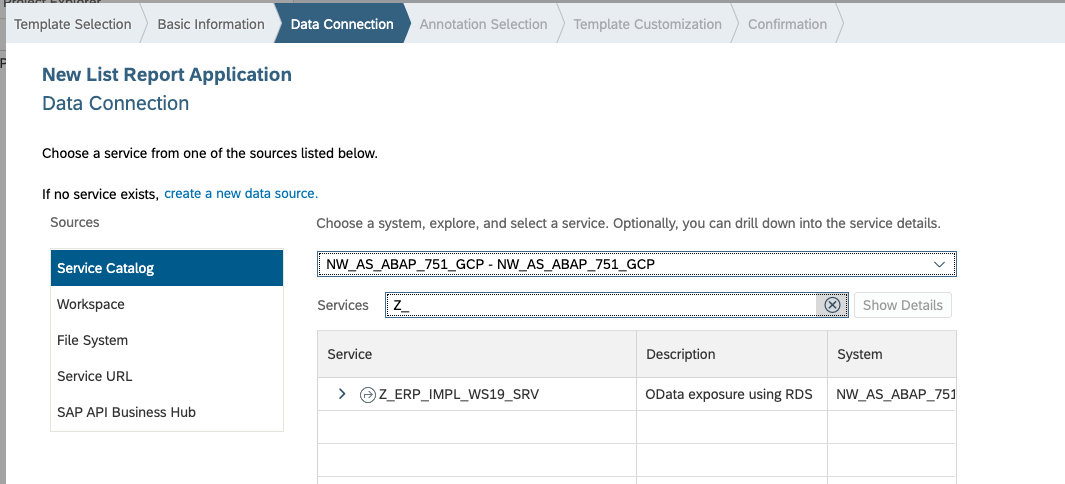 Project Explorer
Template Selection Basic Information Data Connection Annotation Selection Template Customization Confirmation
New List Report Application
Data Connection
Choose a service from one of the sources listed below.
If no service exists, create a new data source.
Sources
Service Catalog
Workspace
File System
Service URL
SAP API Business Hub
Choose a system, explore, and select a service. Optionally, you can drill down into the service details.
NW_AS_ABAP_751_GCP - NW_AS_ABAP_751_GCP
Services Z_ Show Details
Service Description System
Z_ERP_IMPL_WS19_SRV OData exposure using RDS NW_AS_ABAP_751